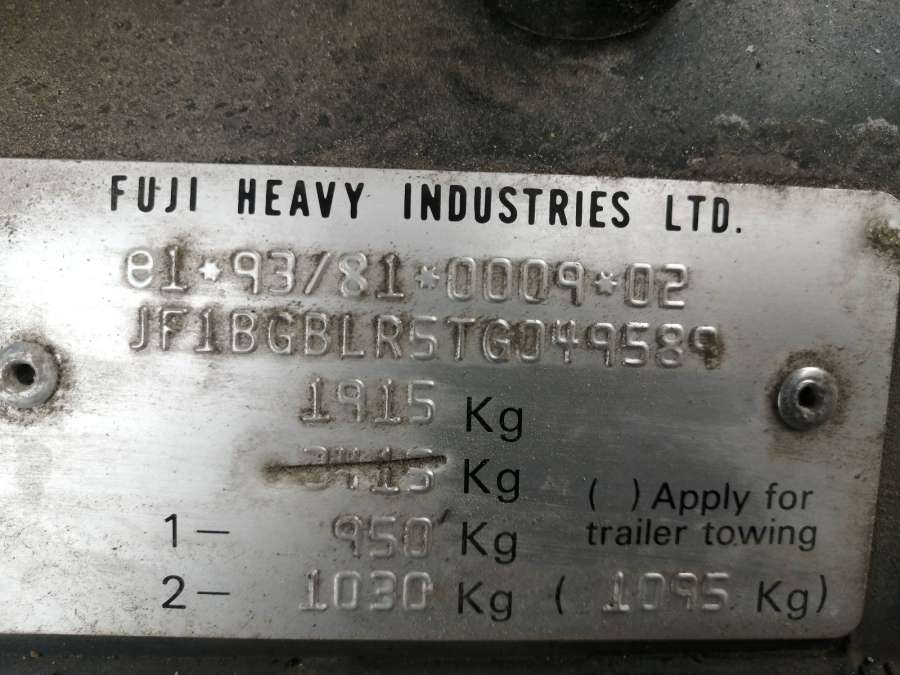 FUJI HEAVY INDUSTRIES LTD.
e1*93/81*0009*02
JF1BGBLR5TG049589
1915 Kg
3415 Kg
( ) Apply for
trailer towing
1— 950 Kg
2— 1030 Kg ( 1095 Kg)